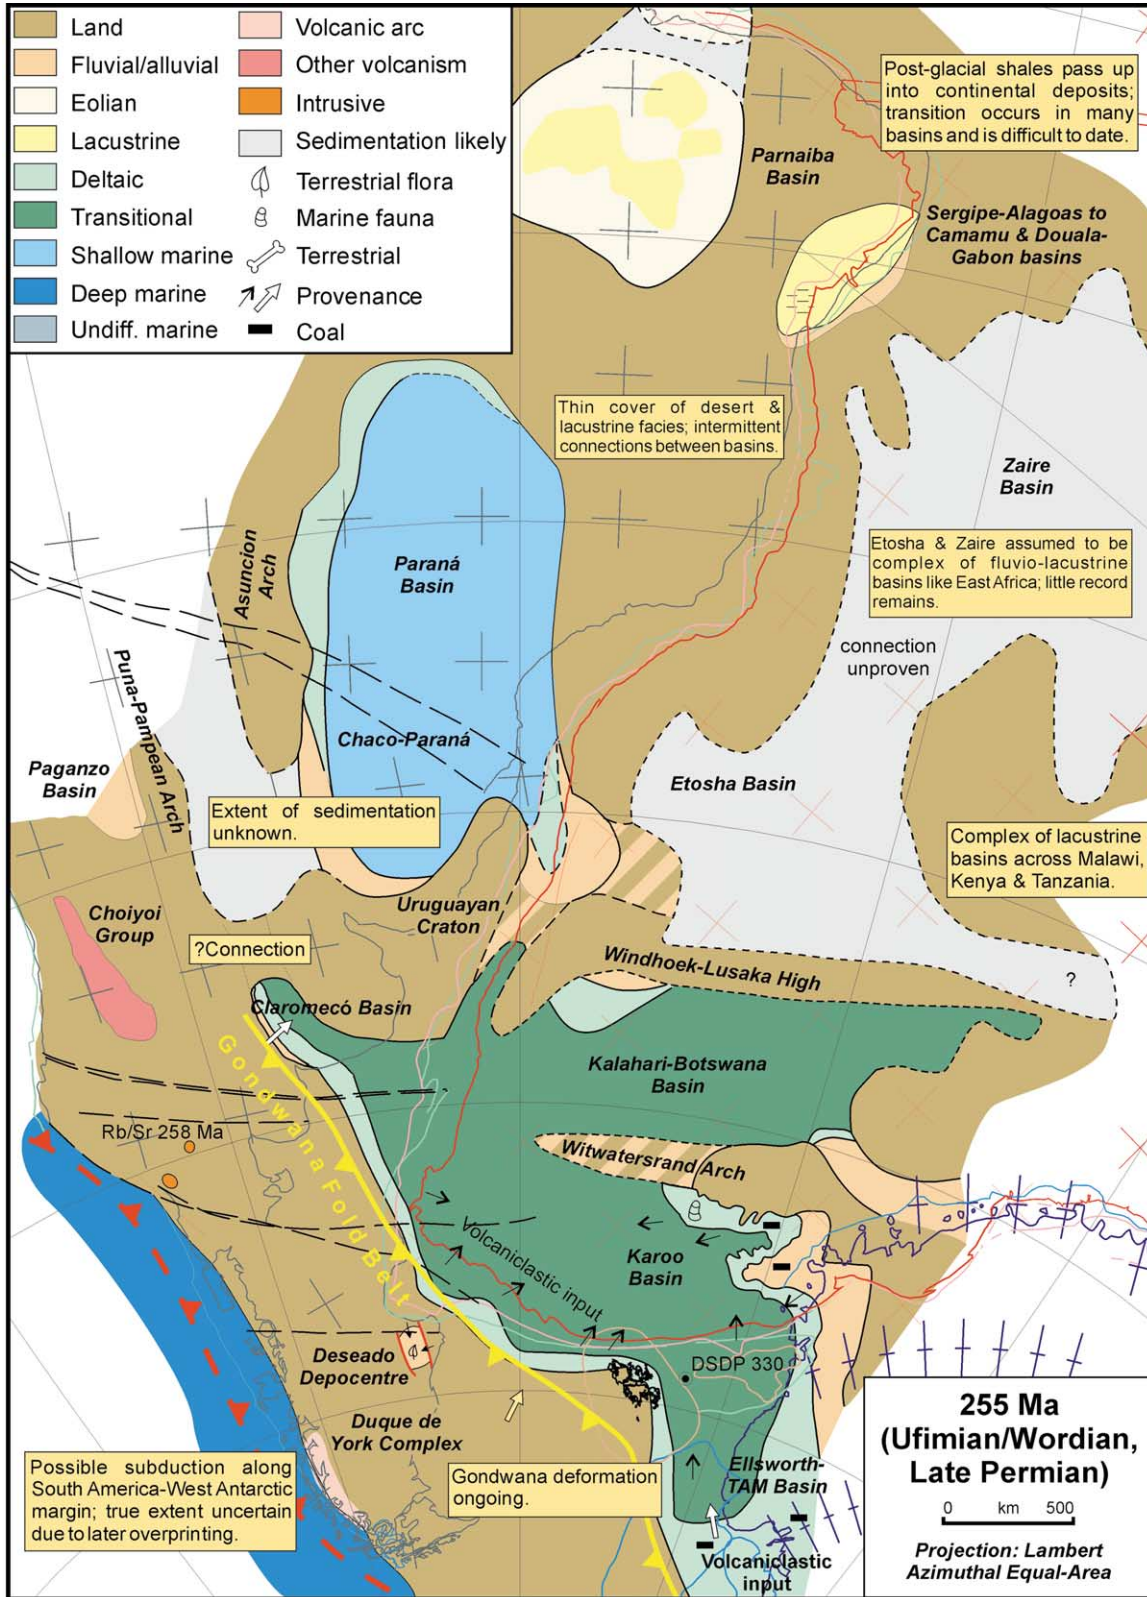 Land
Fluvial/alluvial
Eolian
Lacustrine
Deltaic
Transitional
Shallow marine
Deep marine
Undiff. marine
Volcanic arc
Other volcanism
Intrusive
Sedimentation likely
Terrestrial flora
Marine fauna
Terrestrial
Provenance
Coal
Post-glacial shales pass up
into continental deposits;
transition occurs in many
basins and is difficult to date.
Parnaiba
Basin
Sergipe-Alagoas to
Camamu & Douala-
Gabon basins
Thin cover of desert &
lacustrine facies; intermittent
connections between basins.
Zaire
Basin
Asuncion
Arch
Paraná
Basin
Etosha & Zaire assumed to be
complex of fluvio-lacustrine
basins like East Africa; little record
remains.
connection
unproven
Puna-Pampean Arch
Chaco-Paraná
Paganzo
Basin
Etosha Basin
Extent of sedimentation
unknown.
Complex of lacustrine
basins across Malawi,
Kenya & Tanzania.
Choiyoi
Group
Uruguayan
Craton
?Connection
Windhoek-Lusaka High
?
Claromecó Basin
Gondwana Fold Belt
Kalahari-Botswana
Basin
Rb/Sr 258 Ma
Witwatersrand Arch
Volcaniclastic input
Karoo
Basin
Deseado
Depocentre
DSDP 330
Duque de
York Complex
Ellsworth-
TAM Basin
Possible subduction along
South America-West Antarctic
margin; true extent uncertain
due to later overprinting.
Gondwana deformation
ongoing.
Volcaniclastic
input
255 Ma
(Ufimian/Wordian,
Late Permian)
0 km 500
Projection: Lambert
Azimuthal Equal-Area